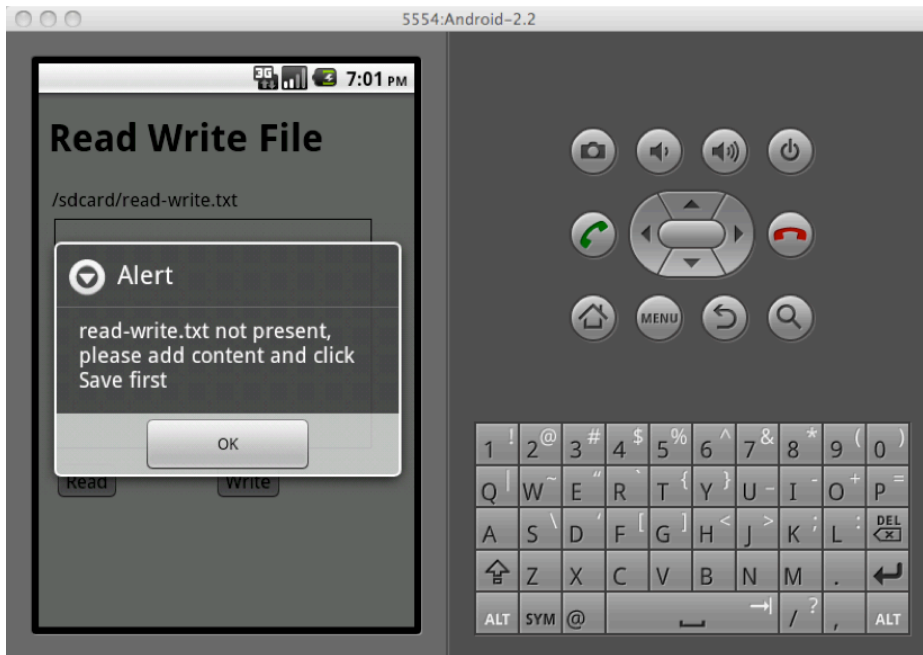 5554:Android-2.2
3G 7:01 PM
Read Write File
/sdcard/read-write.txt
Alert
read-write.txt not present,
please add content and click
Save first
OK
Read Write
MENU
1 ! 2 @ 3 # 4 $ 5 % 6 ^ 7 & 8 * 9 ( 0 )
Q | W ~ E “ R ` T { Y } U _ I - O + P =
A S \ D ‘ F [ G ] H < J > K ; L : DEL
Z X C V B N M .
ALT SYM @ / ? , ALT